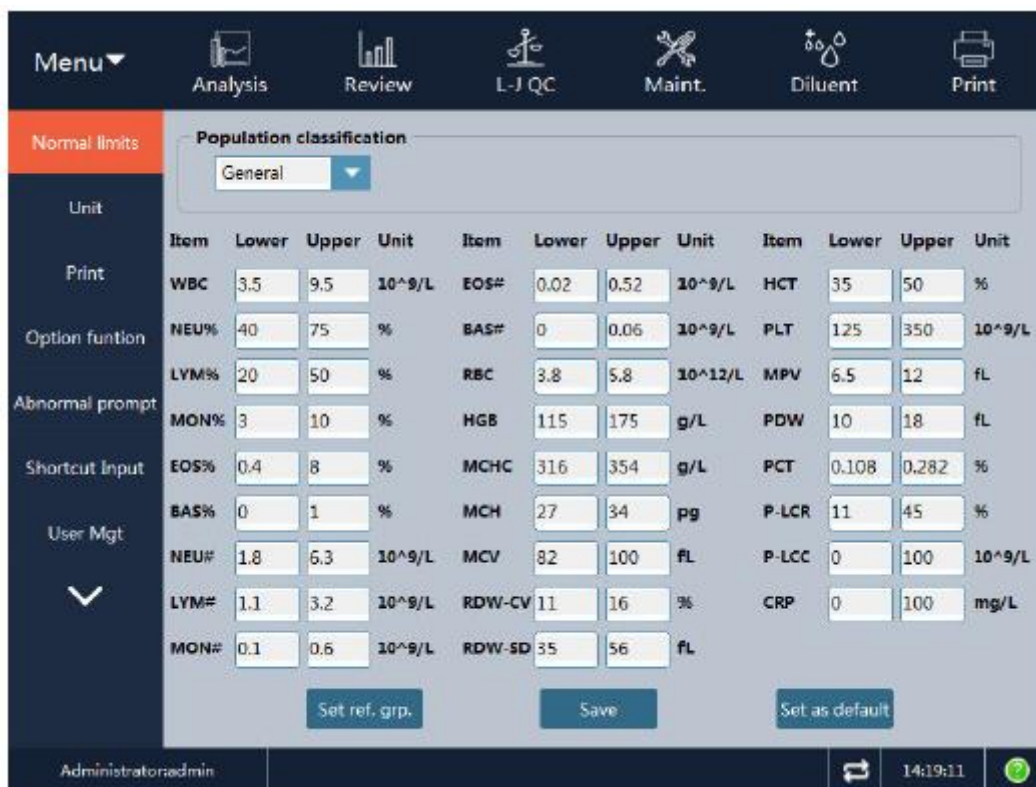 Menu
Analysis
Review
L-J QC
Maint.
Diluent
Print
Normal limits
Unit
Print
Option funtion
Abnormal prompt
Shortcut Input
User Mgt
Population classification
General
Item Lower Upper Unit Item Lower Upper Unit Item Lower Upper Unit
WBC 3.5 9.5 10^9/L EOS# 0.02 0.52 10^9/L HCT 35 50 %
NEU% 40 75 % BAS# 0 0.06 10^9/L PLT 125 350 10^9/L
LYM% 20 50 % RBC 3.8 5.8 10^12/L MPV 6.5 12 fL
MON% 3 10 % HGB 115 175 g/L PDW 10 18 fL
EOS% 0.4 8 % MCHC 316 354 g/L PCT 0.108 0.282 %
BAS% 0 1 % MCH 27 34 pg P-LCR 11 45 %
NEU# 1.8 6.3 10^9/L MCV 82 100 fL P-LCC 0 100 10^9/L
LYM# 1.1 3.2 10^9/L RDW-CV 11 16 % CRP 0 100 mg/L
MON# 0.1 0.6 10^9/L RDW-SD 35 56 fL
Set ref. grp. Save Set as default
Administrator:admin 14:19:11 ?